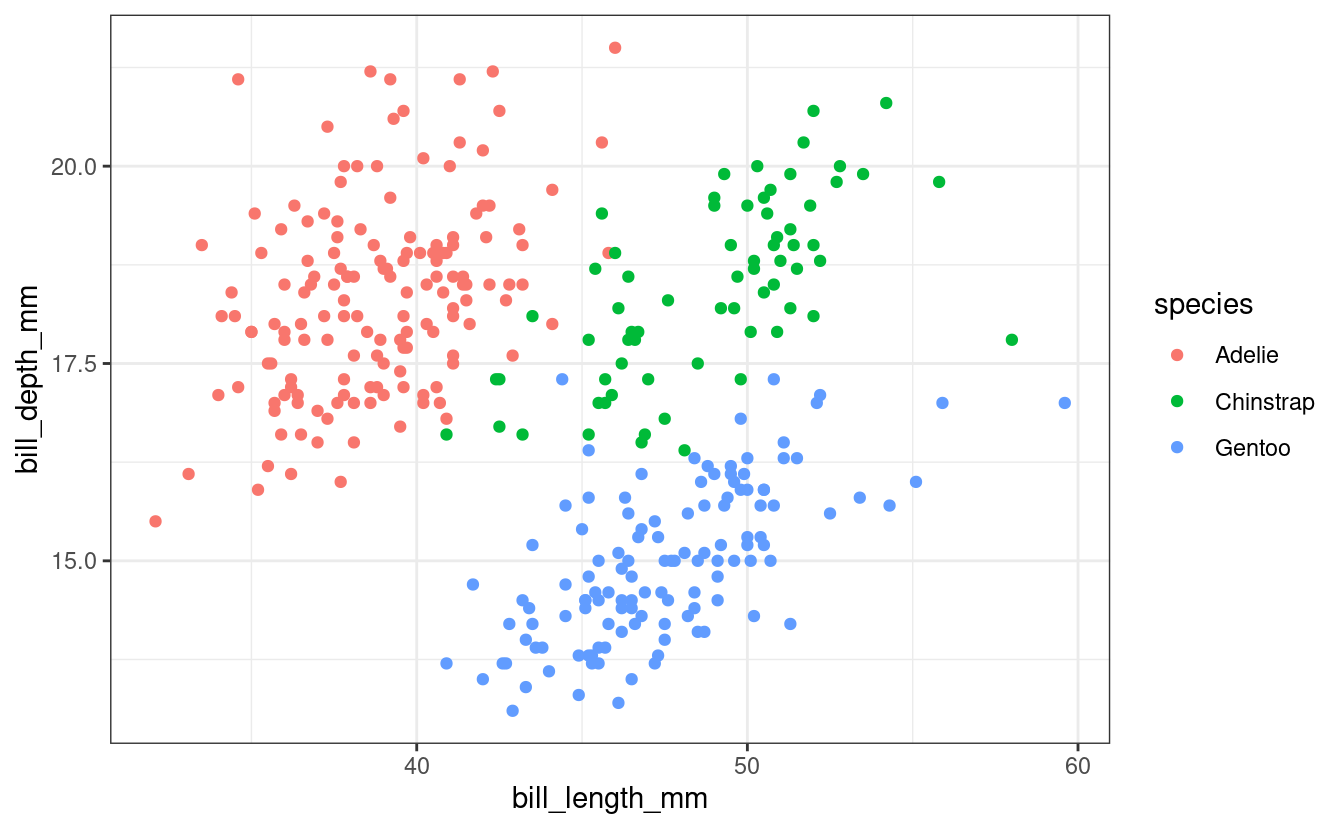 20.0
17.5
15.0
bill_depth_mm
40 50 60
bill_length_mm
species
Adelie
Chinstrap
Gentoo